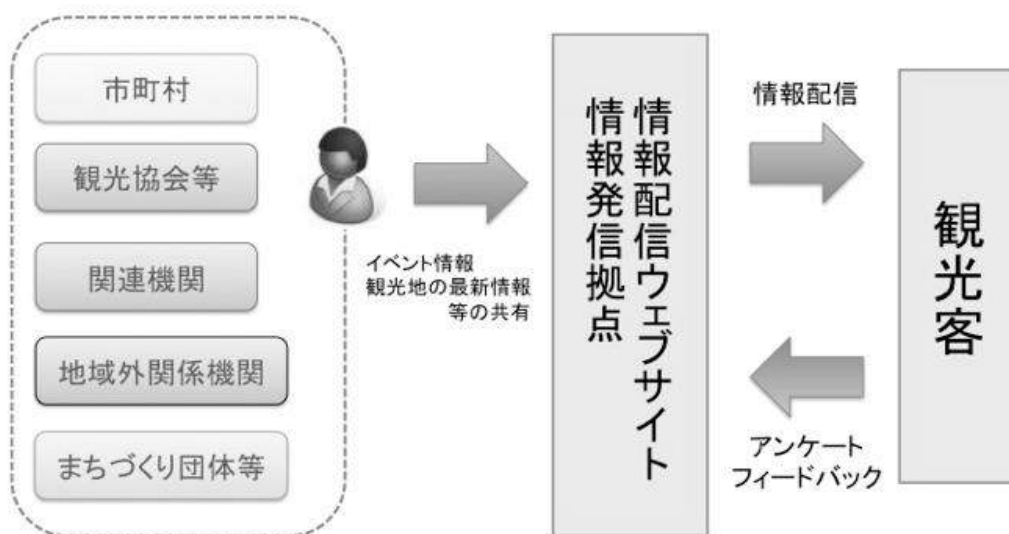 市町村
観光協会等
関連機関
地域外関係機関
まちづくり団体等
イベント情報
観光地の最新情報
等の共有
情報配信ウェブサイト
情報発信拠点
情報配信
アンケート
フィードバック
観光客